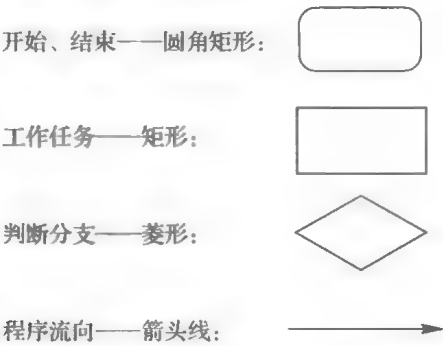 开始、结束——圆角矩形：
工作任务——矩形：
判断分支——菱形：
程序流向——箭头线：